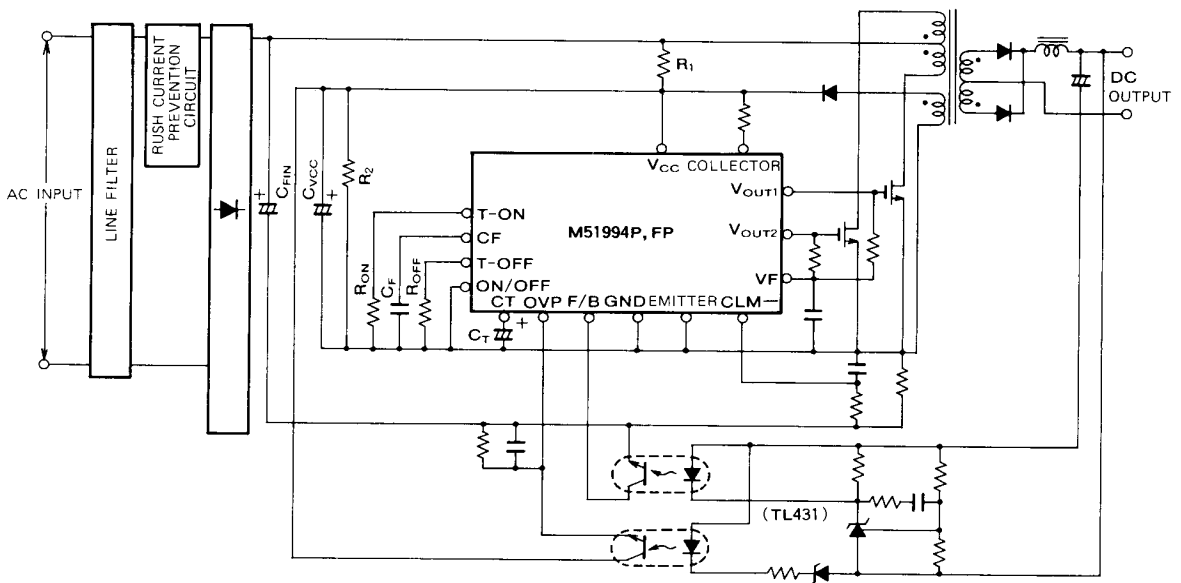 AC INPUT
LINE FILTER
RUSH CURRENT
PREVENTION
CIRCUIT
+
CFIN
CVCC
+
R2
R1
DC
OUTPUT
VCC COLLECTOR
VOUT1
VOUT2
VF
M51994P, FP
T-ON
CF
T-OFF
ON/OFF
CT OVP F/B GND EMITTER CLM—
RON
CF
ROFF
CT
+
(TL431)